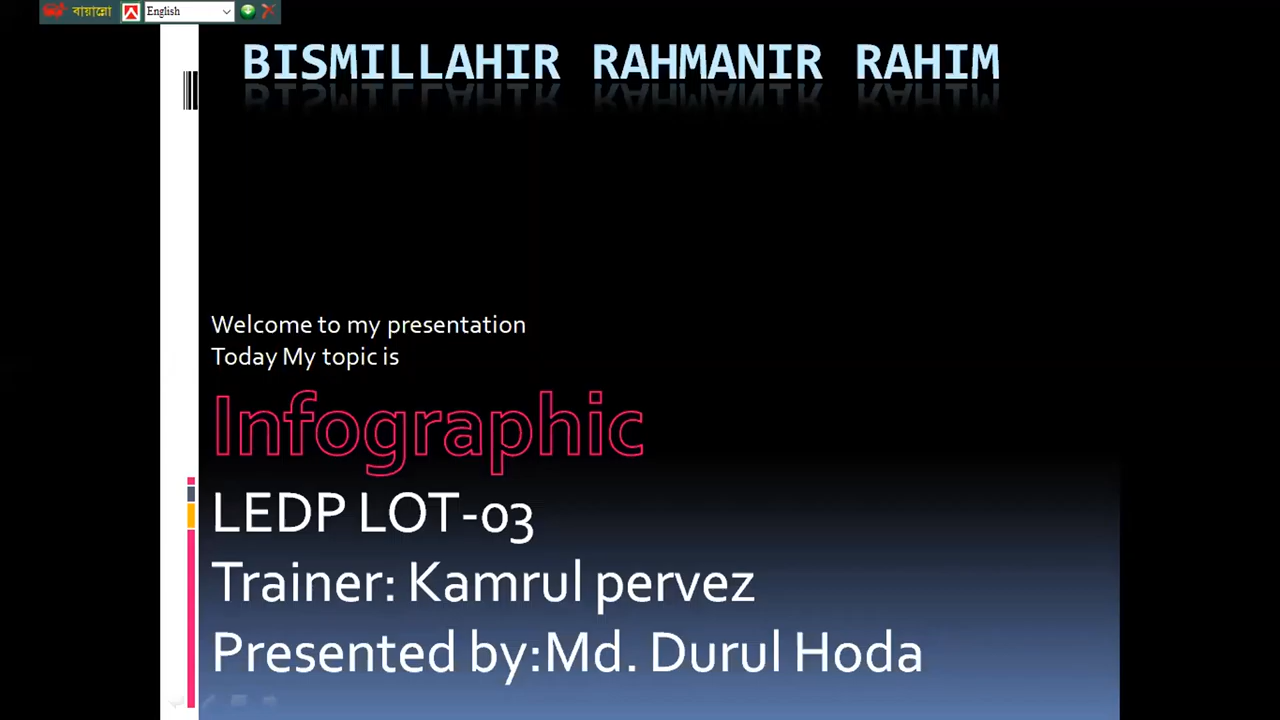 বায়ান্নো English
BISMILLAHIR RAHMANIR RAHIM
Welcome to my presentation
Today My topic is
Infographic
LEDP LOT-03
Trainer: Kamrul pervez
Presented by:Md. Durul Hoda